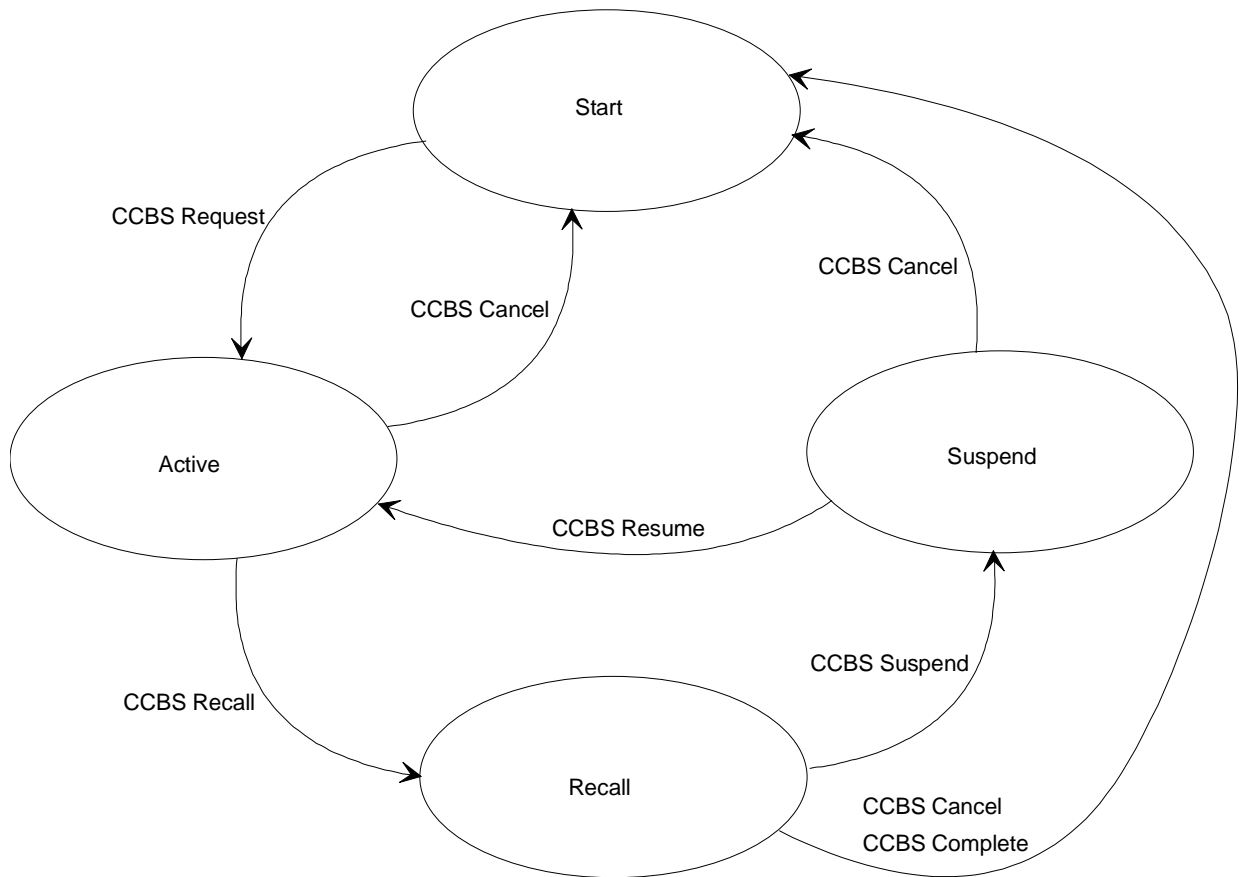 Start
CCBS Request
CCBS Cancel
CCBS Cancel
Active
Suspend
CCBS Resume
CCBS Suspend
CCBS Recall
Recall
CCBS Cancel
CCBS Complete